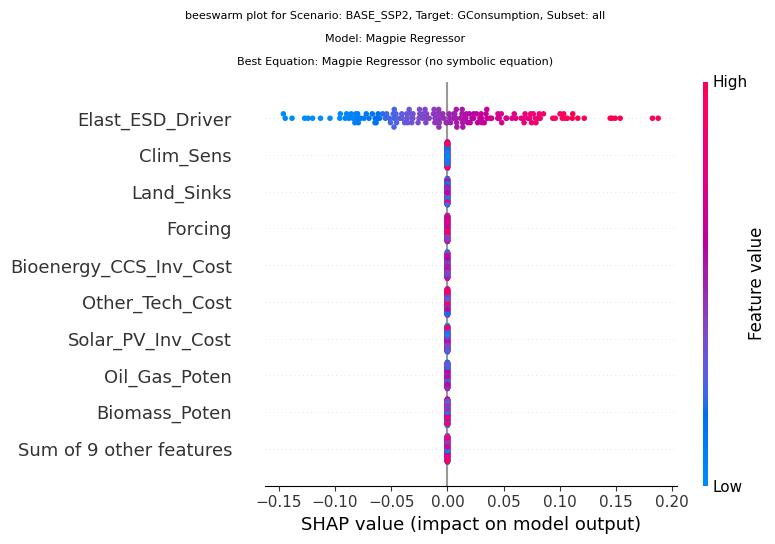 beeswarm plot for Scenario: BASE_SSP2, Target: GConsumption, Subset: all
Model: Magpie Regressor
Best Equation: Magpie Regressor (no symbolic equation)
High
Elast_ESD_Driver
Clim_Sens
Land_Sinks
Forcing
Bioenergy_CCS_Inv_Cost
Other_Tech_Cost
Solar_PV_Inv_Cost
Oil_Gas_Poten
Biomass_Poten
Sum of 9 other features
Feature value
Low
−0.15 −0.10 −0.05 0.00 0.05 0.10 0.15 0.20
SHAP value (impact on model output)